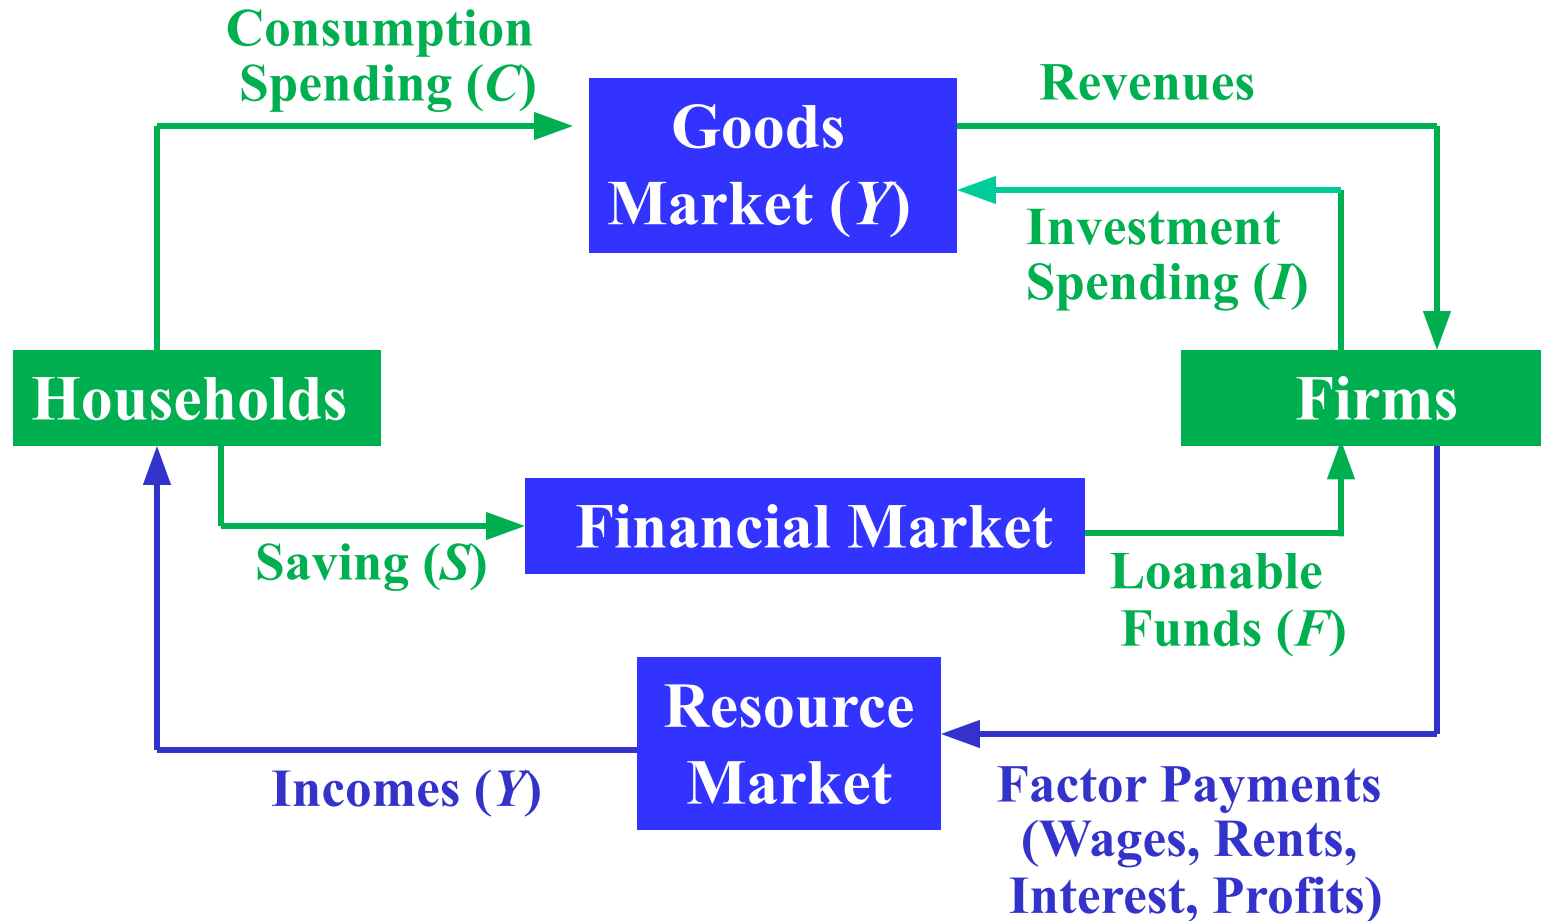 Consumption
Spending (C)
Goods
Market (Y)
Revenues
Investment
Spending (I)
Households
Firms
Financial Market
Saving (S)
Loanable
Funds (F)
Resource
Market
Incomes (Y)
Factor Payments
(Wages, Rents,
Interest, Profits)